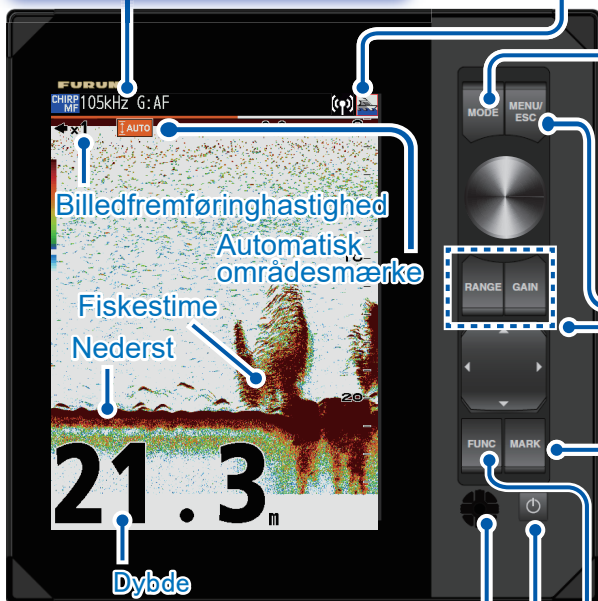 FURUNO
CHIRP MF 105kHz G:AF
x1
AUTO
Billedfremføringhastighed
Automatisk
områdesmærke
Fiskestime
Nederst
20
21.3 m
Dybde
MODE
MENU/
ESC
RANGE
GAIN
FUNC
MARK